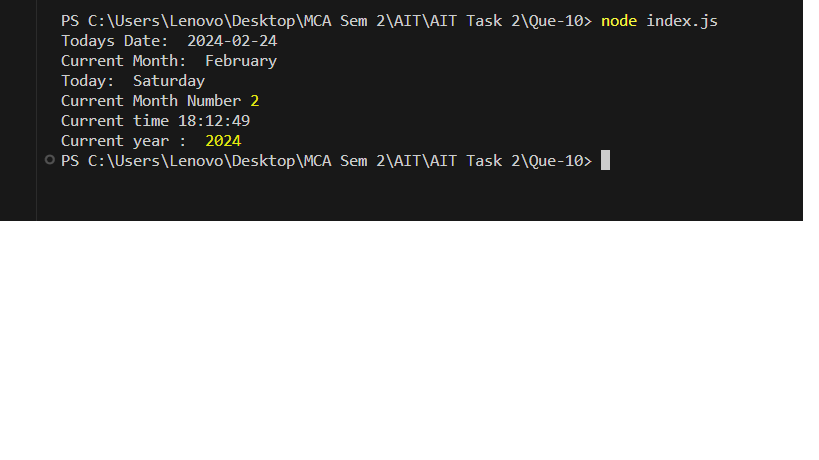 PS C:\Users\Lenovo\Desktop\MCA Sem 2\AIT\AIT Task 2\Que-10> node index.js
Todays Date:  2024-02-24
Current Month:  February
Today:  Saturday
Current Month Number 2
Current time 18:12:49
Current year :  2024
PS C:\Users\Lenovo\Desktop\MCA Sem 2\AIT\AIT Task 2\Que-10>